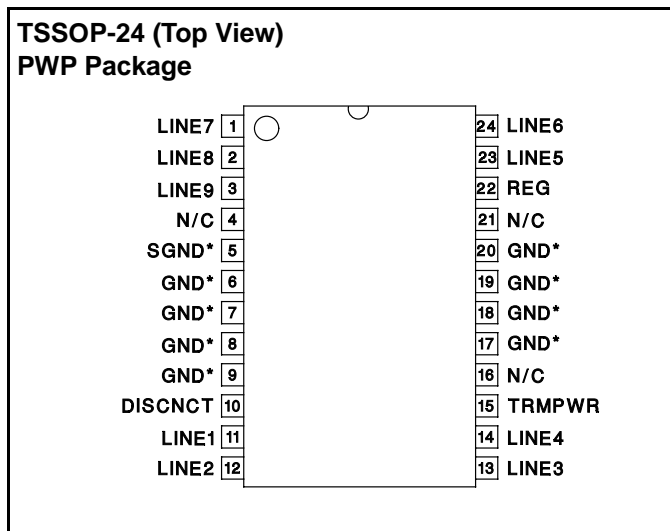 TSSOP-24 (Top View)
PWP Package
LINE7 1 24 LINE6
LINE8 2 23 LINE5
LINE9 3 22 REG
N/C 4 21 N/C
SGND* 5 20 GND*
GND* 6 19 GND*
GND* 7 18 GND*
GND* 8 17 GND*
GND* 9 16 N/C
DISCNCT 10 15 TRMPWR
LINE1 11 14 LINE4
LINE2 12 13 LINE3